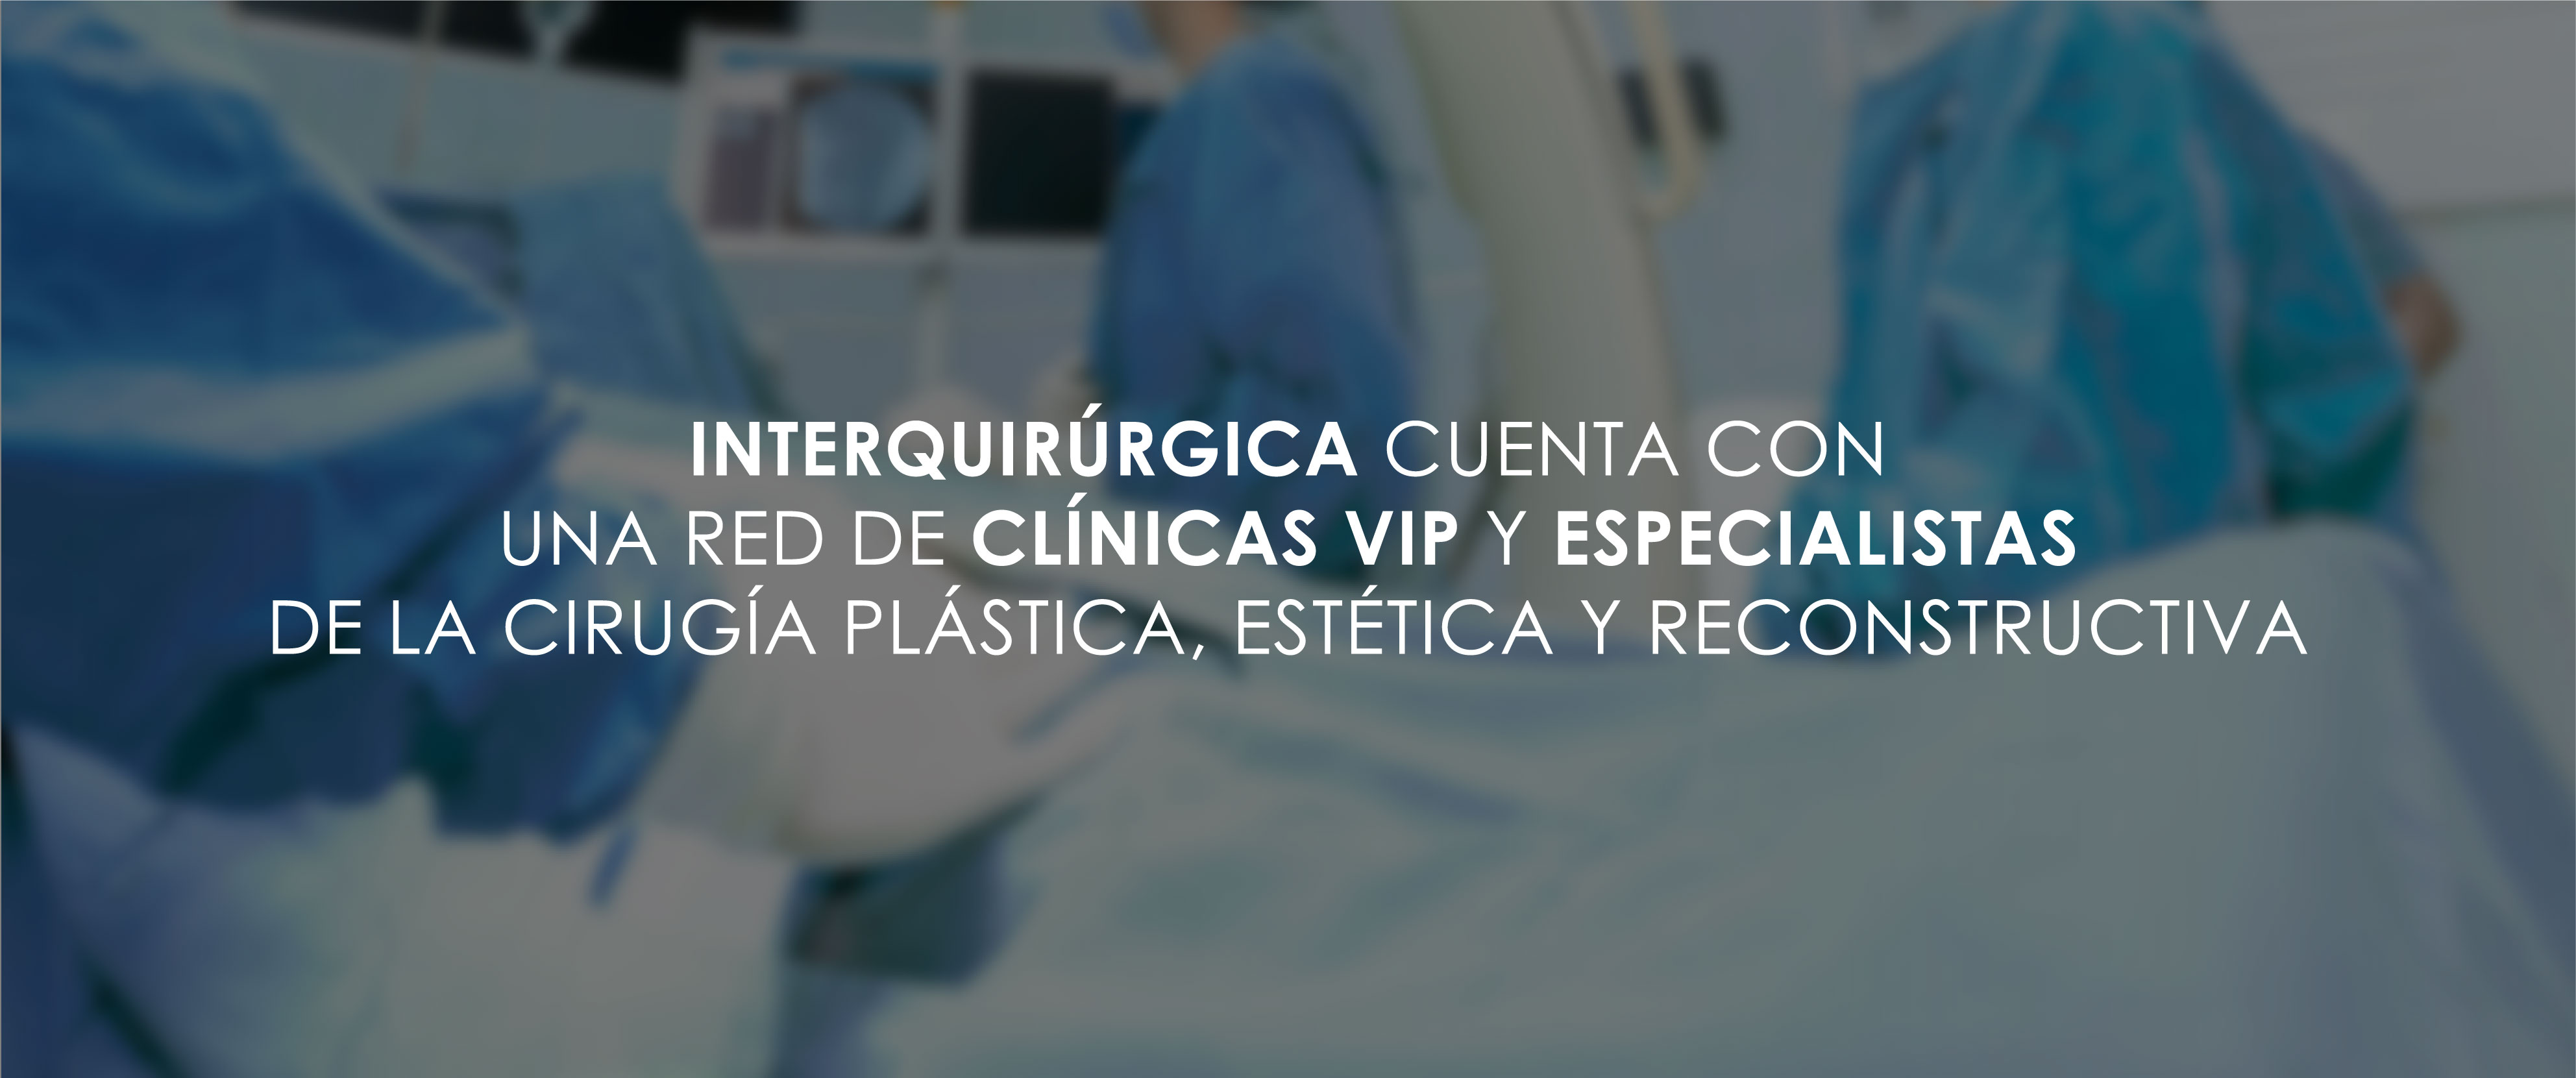 INTERQUIRÚRGICA CUENTA CON
UNA RED DE CLÍNICAS VIP Y ESPECIALISTAS
DE LA CIRUGÍA PLÁSTICA, ESTÉTICA Y RECONSTRUCTIVA